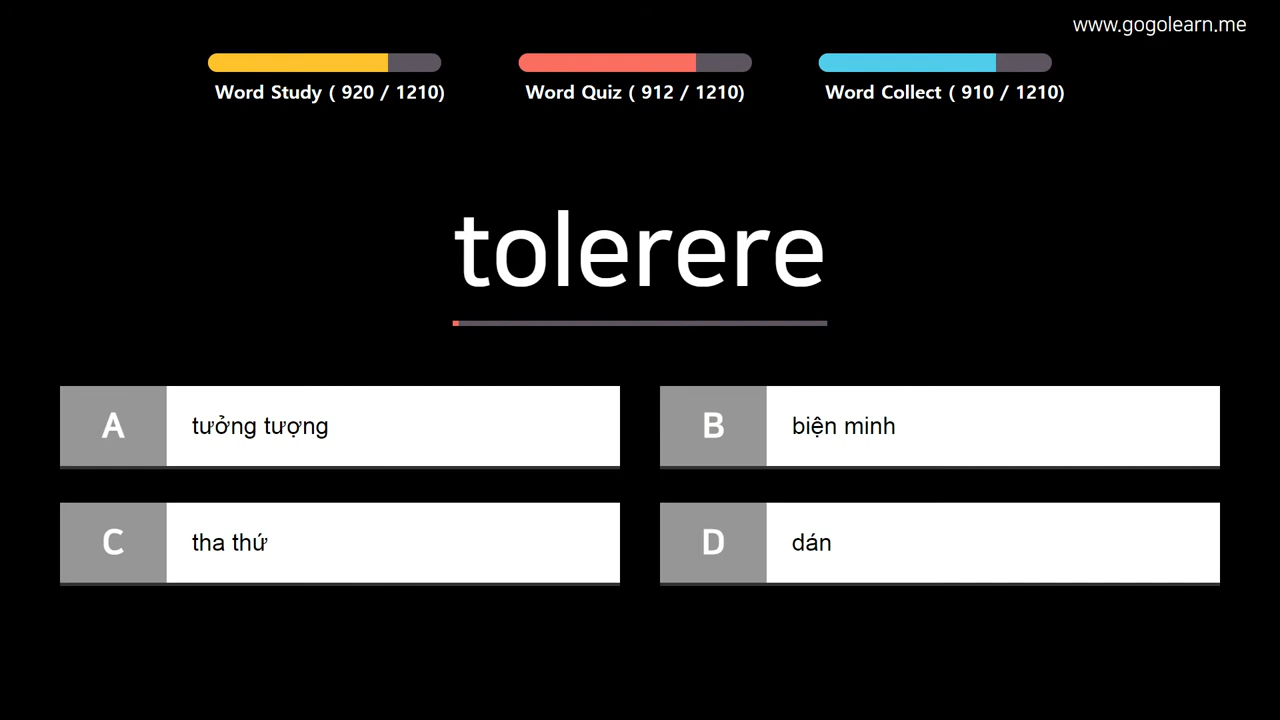 www.gogolearn.me
Word Study ( 920 / 1210)
Word Quiz ( 912 / 1210)
Word Collect ( 910 / 1210)
tolerere
A
tưởng tượng
B
biện minh
C
tha thứ
D
dán